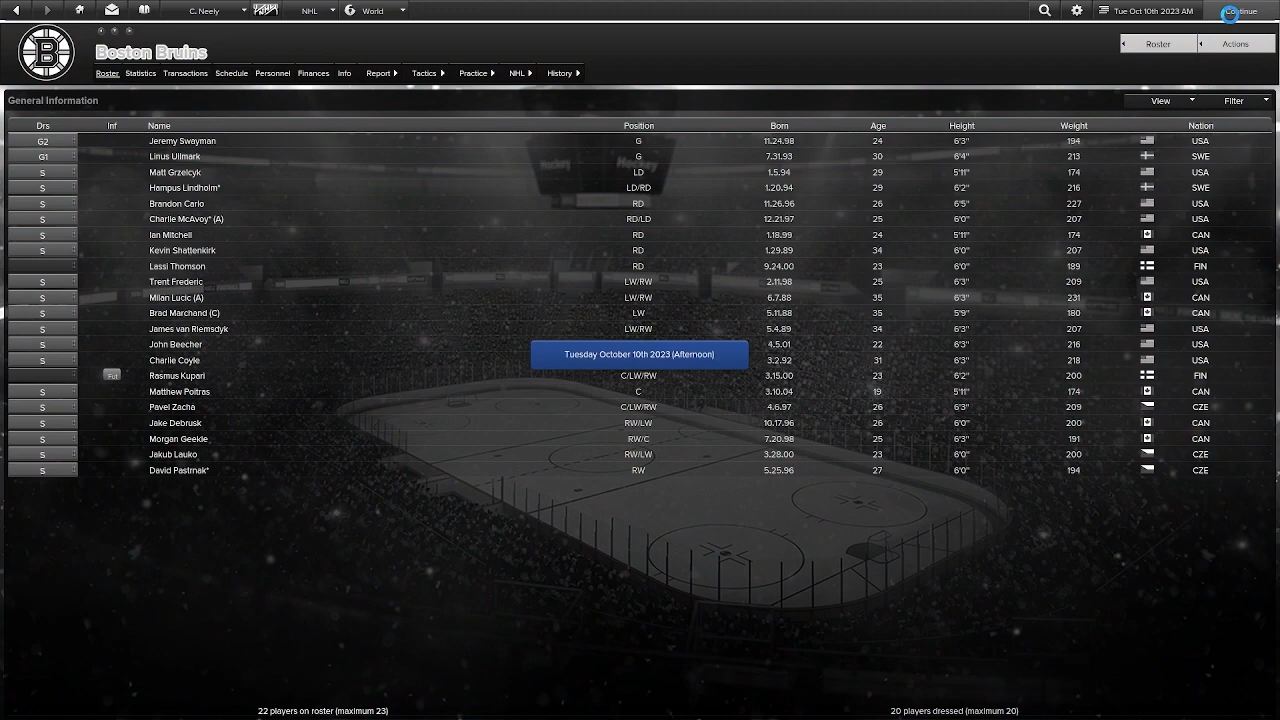 C. Neely NHL World Tue Oct 10th 2023 AM Continue
Boston Bruins
Roster Actions
Roster Statistics Transactions Schedule Personnel Finances Info Report Tactics Practice NHL History
General Information View Filter
Drs Inf Name Position Born Age Height Weight Nation
G2 Jeremy Swayman G 11.24.98 24 6'3" 194 USA
G1 Linus Ullmark G 7.31.93 30 6'4" 213 SWE
S Matt Grzelcyk LD 1.5.94 29 5'11" 174 USA
S Hampus Lindholm* LD/RD 1.20.94 29 6'2" 216 SWE
S Brandon Carlo RD 11.26.96 26 6'5" 227 USA
S Charlie McAvoy* (A) RD/LD 12.21.97 25 6'0" 207 USA
S Ian Mitchell RD 1.18.99 24 5'11" 174 CAN
S Kevin Shattenkirk RD 1.29.89 34 6'0" 207 USA
Lassi Thomson RD 9.24.00 23 6'0" 189 FIN
S Trent Frederic LW/RW 2.11.98 25 6'3" 209 USA
S Milan Lucic (A) LW/RW 6.7.88 35 6'3" 231 CAN
S Brad Marchand (C) LW 5.11.88 35 5'9" 180 CAN
S James van Riemsdyk LW/RW 5.4.89 34 6'3" 207 USA
S John Beecher 4.5.01 22 6'3" 216 USA
Tuesday October 10th 2023 (Afternoon)
S Charlie Coyle 3.2.92 31 6'3" 218 USA
Fut Rasmus Kupari C/LW/RW 3.15.00 23 6'2" 200 FIN
S Matthew Poitras C 3.10.04 19 5'11" 174 CAN
S Pavel Zacha C/LW/RW 4.6.97 26 6'3" 209 CZE
S Jake Debrusk RW/LW 10.17.96 26 6'0" 200 CAN
S Morgan Geekie RW/C 7.20.98 25 6'3" 191 CAN
S Jakub Lauko RW/LW 3.28.00 23 6'0" 200 CZE
S David Pastrnak* RW 5.25.96 27 6'0" 194 CZE
22 players on roster (maximum 23) 20 players dressed (maximum 20)